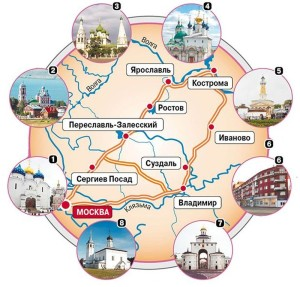 3
4
Волга
Ярославль
Кострома
2
5
Волга
Ростов
Переславль-Залесский
Иваново
6
1
Суздаль
6
Сергиев Посад
МОСКВА
Клязьма
Владимир
8
7